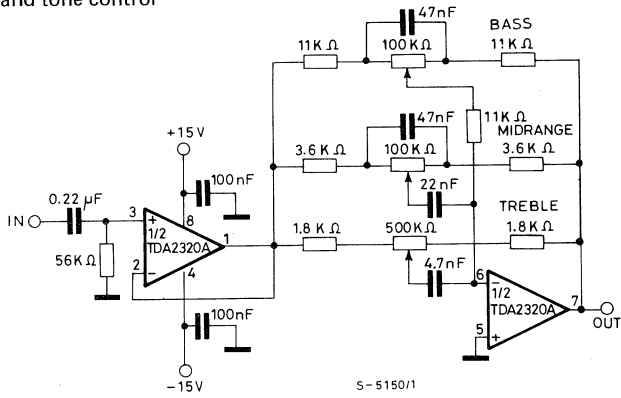 and tone control
47nF
BASS
11K Ω
100K Ω
11K Ω
11K Ω
+15V
47nF
MIDRANGE
3.6K Ω
100K Ω
3.6K Ω
100nF
22nF
0.22 µF
TREBLE
IN
3
+
8
1.8K Ω
500KΩ
1.8K Ω
1/2
TDA2320A
1
56K Ω
2
−
4
4.7nF
6
−
1/2
TDA2320A
7
OUT
100nF
5
+
−15V
S-5150/1